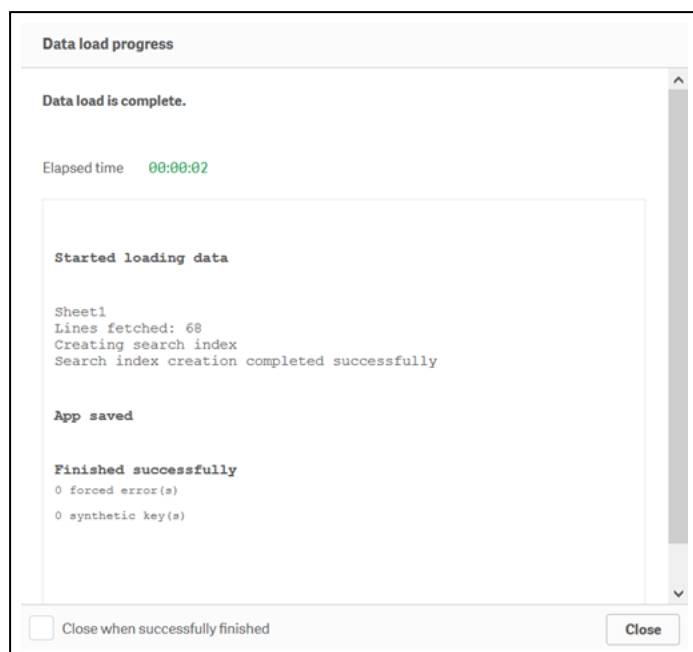 Data load progress
Data load is complete.
Elapsed time 00:00:02
Started loading data
Sheet1
Lines fetched: 68
Creating search index
Search index creation completed successfully
App saved
Finished successfully
0 forced error(s)
0 synthetic key(s)
Close when successfully finished
Close